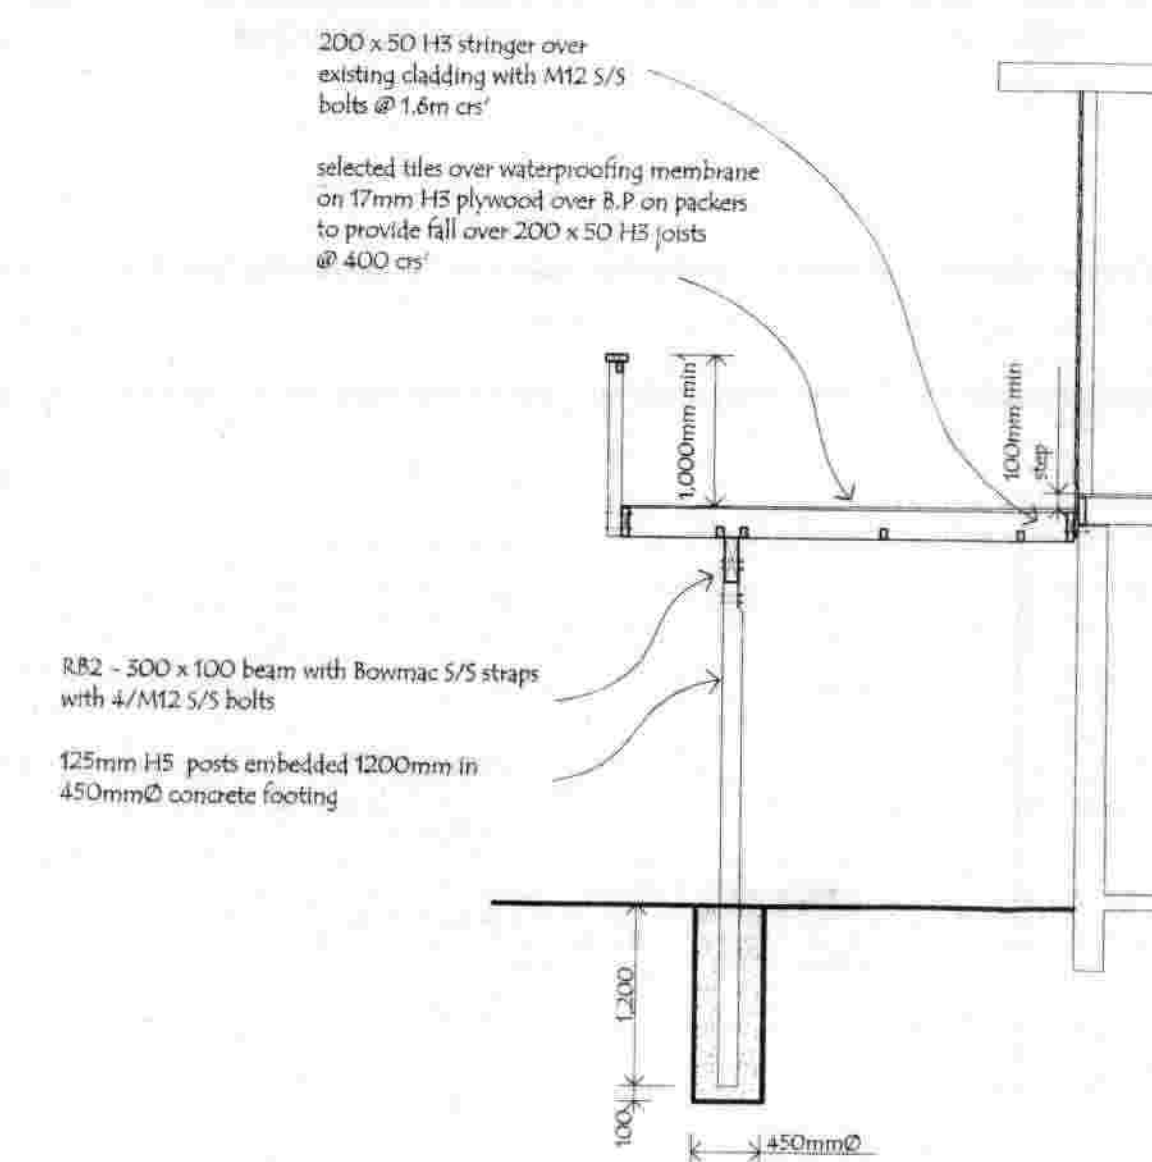 200 x 50 H3 stringer over
existing cladding with M12 S/S
bolts @ 1.6m crs'
selected tiles over waterproofing membrane
on 17mm H3 plywood over B.P on packers
to provide fall over 200 x 50 H3 joists
@ 400 crs'
1,000mm min'
100mm min
step
RB2 - 300 x 100 beam with Bowmac S/S straps
with 4/M12 S/S bolts
125mm H5 posts embedded 1200mm in
450mmØ concrete footing
1,200
100
450mmØ